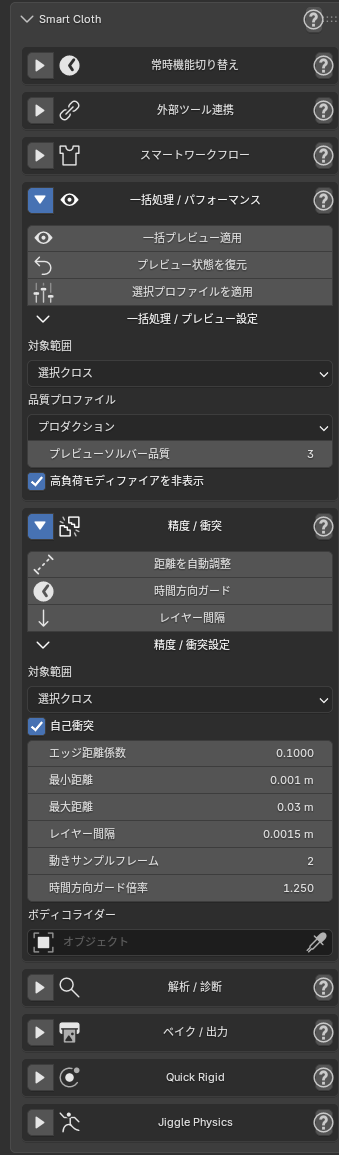 Smart Cloth
常時機能切り替え
外部ツール連携
スマートワークフロー
一括処理 / パフォーマンス
一括プレビュー適用
プレビュー状態を復元
選択プロファイルを適用
一括処理 / プレビュー設定
対象範囲
選択クロス
品質プロファイル
プロダクション
プレビューソルバー品質 3
高負荷モディファイアを非表示
精度 / 衝突
距離を自動調整
時間方向ガード
レイヤー間隔
精度 / 衝突設定
対象範囲
選択クロス
自己衝突
エッジ距離係数 0.1000
最小距離 0.001 m
最大距離 0.03 m
レイヤー間隔 0.0015 m
動きサンプルフレーム 2
時間方向ガード倍率 1.250
ボディコライダー
オブジェクト
解析 / 診断
ベイク / 出力
Quick Rigid
Jiggle Physics